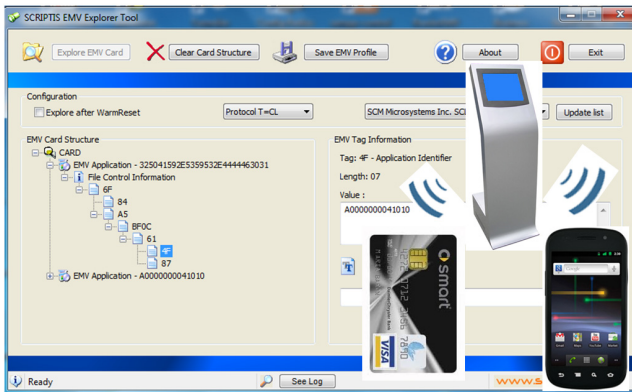 SCRIPTIS EMV Explorer Tool
Explore EMV Card
Clear Card Structure
Save EMV Profile
About
Exit
Configuration
Explore after WarmReset
Protocol T=CL
SCM Microsystems Inc. SC
Update list
EMV Card Structure
CARD
EMV Application - 325041592E5359532E4444463031
File Control Information
6F
84
A5
BF0C
61
4F
87
EMV Application - A0000000041010
EMV Tag Information
Tag: 4F - Application Identifier
Length: 07
Value :
A0000000041010
smart
VISA
Google
Ready
See Log
www.s